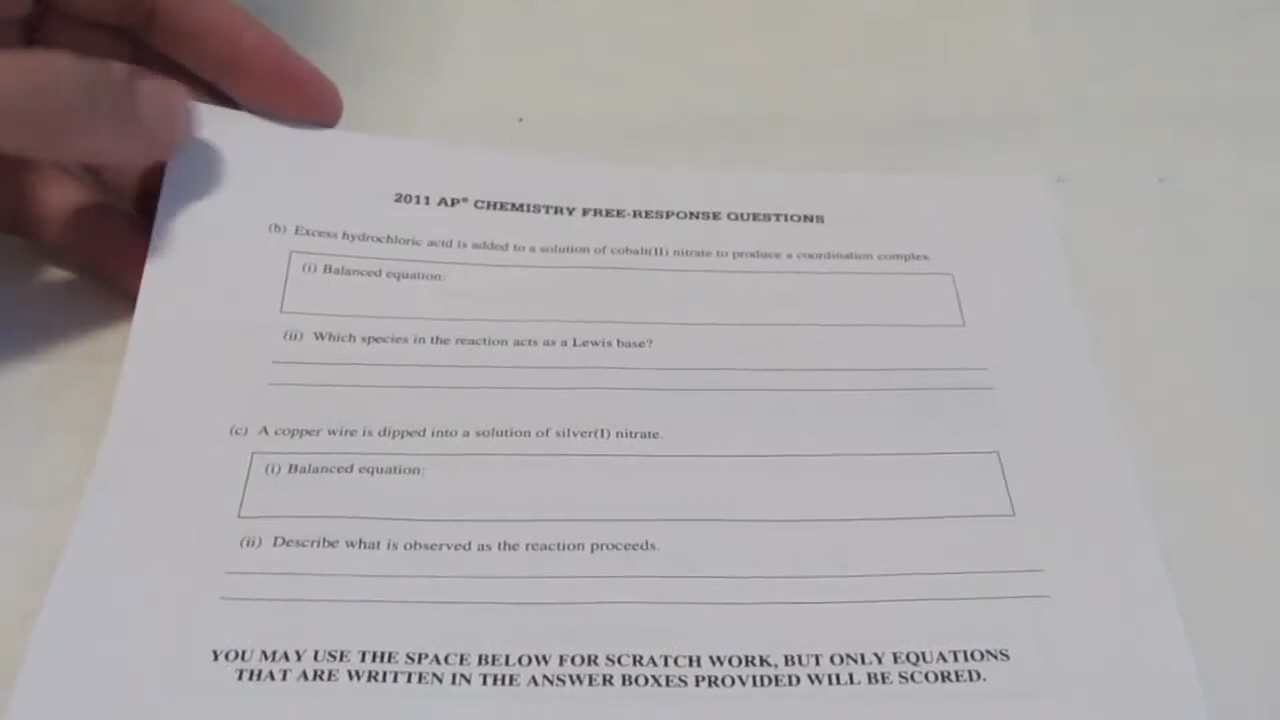 2011 AP® CHEMISTRY FREE-RESPONSE QUESTIONS
(b) Excess hydrochloric acid is added to a solution of cobalt(II) nitrate to produce a coordination complex.
(i) Balanced equation:
(ii) Which species in the reaction acts as a Lewis base?
(c) A copper wire is dipped into a solution of silver(I) nitrate.
(i) Balanced equation:
(ii) Describe what is observed as the reaction proceeds.
YOU MAY USE THE SPACE BELOW FOR SCRATCH WORK, BUT ONLY EQUATIONS
THAT ARE WRITTEN IN THE ANSWER BOXES PROVIDED WILL BE SCORED.